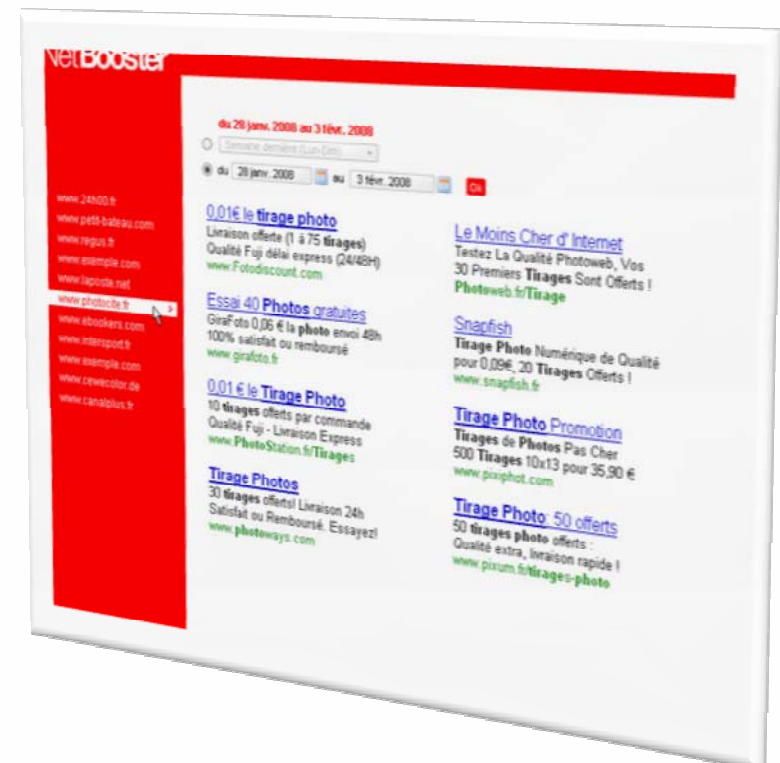 NetBooster
du 28 janv. 2008 au 3 févr. 2008
Semaine dernière (Lun-Dim)
du 28 janv. 2008 au 3 févr. 2008 Ok
www.24h00.fr
www.petit-bateau.com
www.regus.fr
www.exemple.com
www.laposte.net
www.photocite.fr
www.ebookers.com
www.intersport.fr
www.exemple.com
www.cewecolor.de
www.canalplus.fr
0,01€ le tirage photo
Livraison offerte (1 à 75 tirages)
Qualité Fuji délai express (24/48H)
www.Fotodiscount.com
Essai 40 Photos gratuites
GiraFoto 0,06 € la photo envoi 48h
100% satisfait ou remboursé
www.girafoto.fr
0,01 € le Tirage Photo
10 tirages offerts par commande
Qualité Fuji - Livraison Express
www.PhotoStation.fr/Tirages
Tirage Photos
30 tirages offerts! Livraison 24h
Satisfait ou Remboursé. Essayez!
www.photoways.com
Le Moins Cher d' Internet
Testez La Qualité Photoweb, Vos
30 Premiers Tirages Sont Offerts !
Photoweb.fr/Tirage
Snapfish
Tirage Photo Numérique de Qualité
pour 0,09€, 20 Tirages Offerts !
www.snapfish.fr
Tirage Photo Promotion
Tirages de Photos Pas Cher
500 Tirages 10x13 pour 35,90 €
www.pixiphot.com
Tirage Photo: 50 offerts
50 tirages photo offerts :
Qualité extra, livraison rapide !
www.pixum.fr/tirages-photo